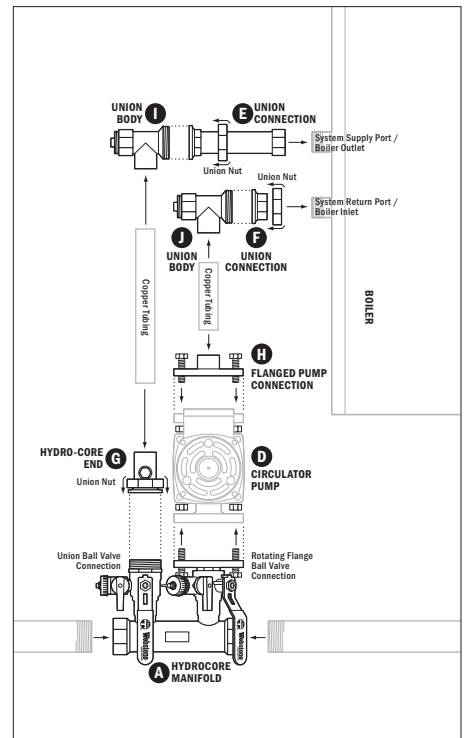 UNION
BODY
I
E
UNION
CONNECTION
System Supply Port /
Boiler Outlet
Union Nut
Union Nut
System Return Port /
Boiler Inlet
J
UNION
BODY
F
UNION
CONNECTION
Copper Tubing
Copper Tubing
BOILER
H
FLANGED PUMP
CONNECTION
HYDRO-CORE
END
G
Union Nut
D
CIRCULATOR
PUMP
Union Ball Valve
Connection
Rotating Flange
Ball Valve
Connection
Webstone
Webstone
A
HYDROCORE
MANIFOLD